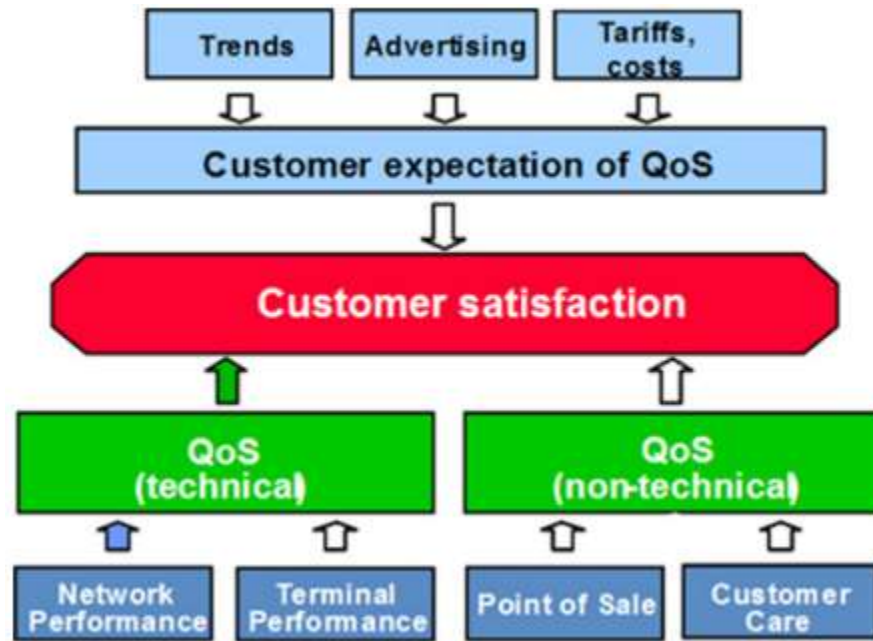 Trends
Advertising
Tariffs,
costs
Customer expectation of QoS
Customer satisfaction
QoS
(technical)
QoS
(non-technical)
Network
Performance
Terminal
Performance
Point of Sale
Customer
Care